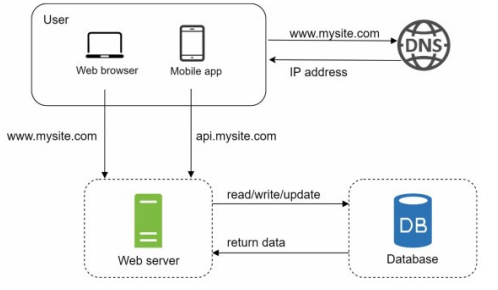 User
Web browser
Mobile app
www.mysite.com
DNS
IP address
www.mysite.com
api.mysite.com
Web server
read/write/update
return data
DB
Database